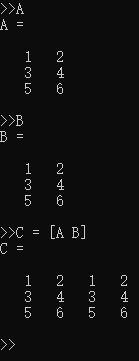 >>A
A =
1 2
3 4
5 6
>>B
B =
1 2
3 4
5 6
>>C = [A B]
C =
1 2 1 2
3 4 3 4
5 6 5 6
>>